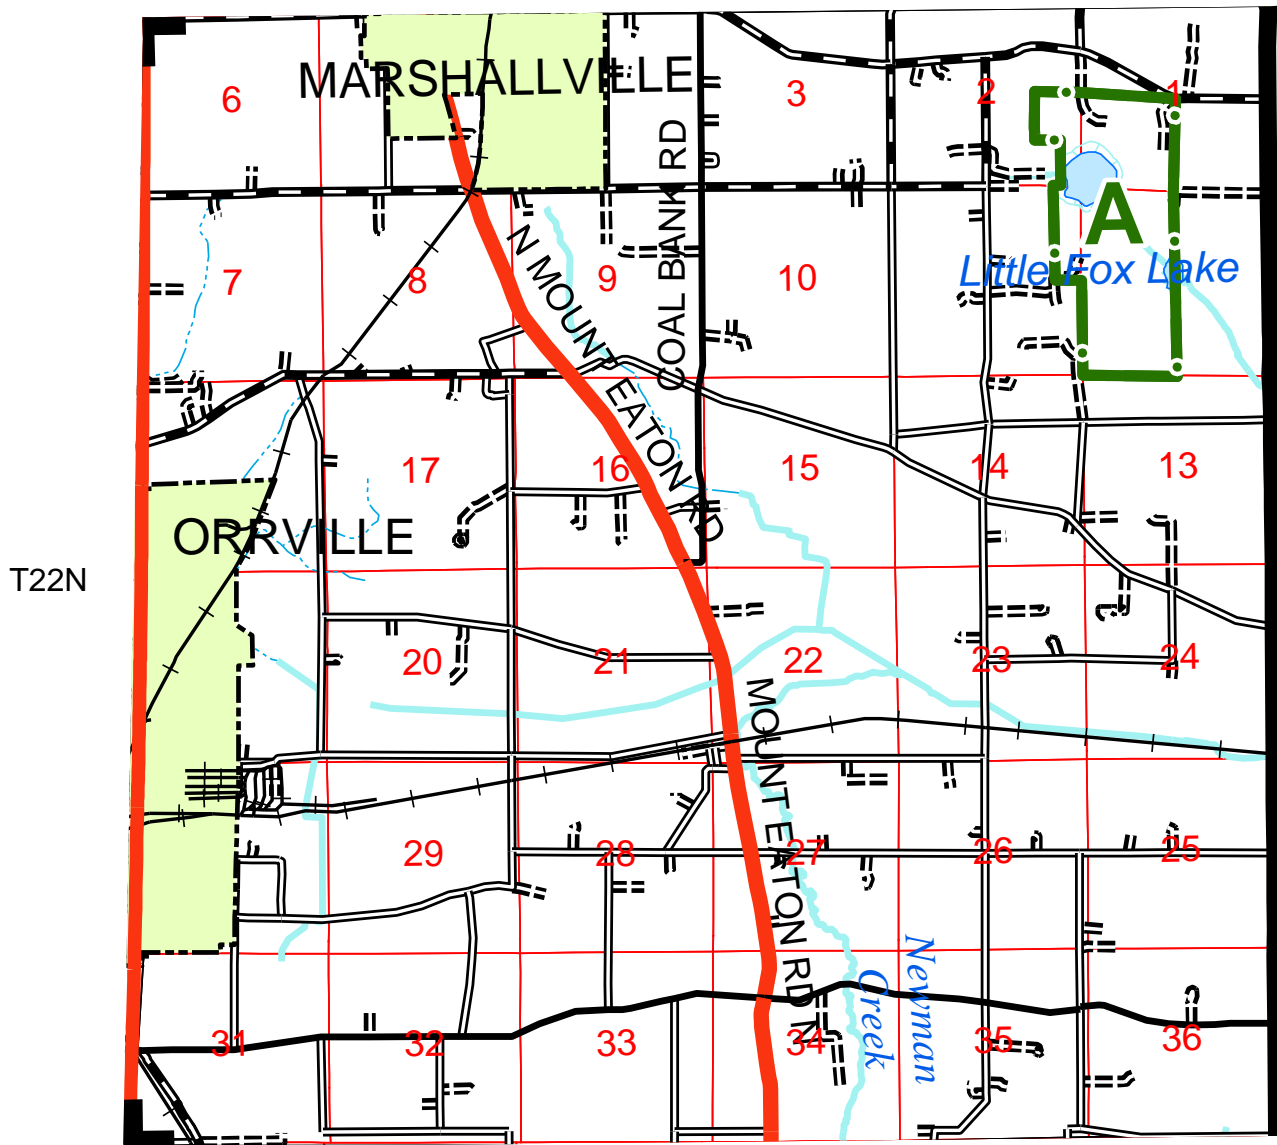 MARSHALLVILLE
6
3
2
1
COAL BANK RD
A
N MOUNT EATON RD
7
8
9
10
Little Fox Lake
17
16
15
14
13
ORRVILLE
T22N
20
21
22
23
24
MOUNT EATON RD N
29
28
27
26
25
Newman
Creek
31
32
33
34
35
36